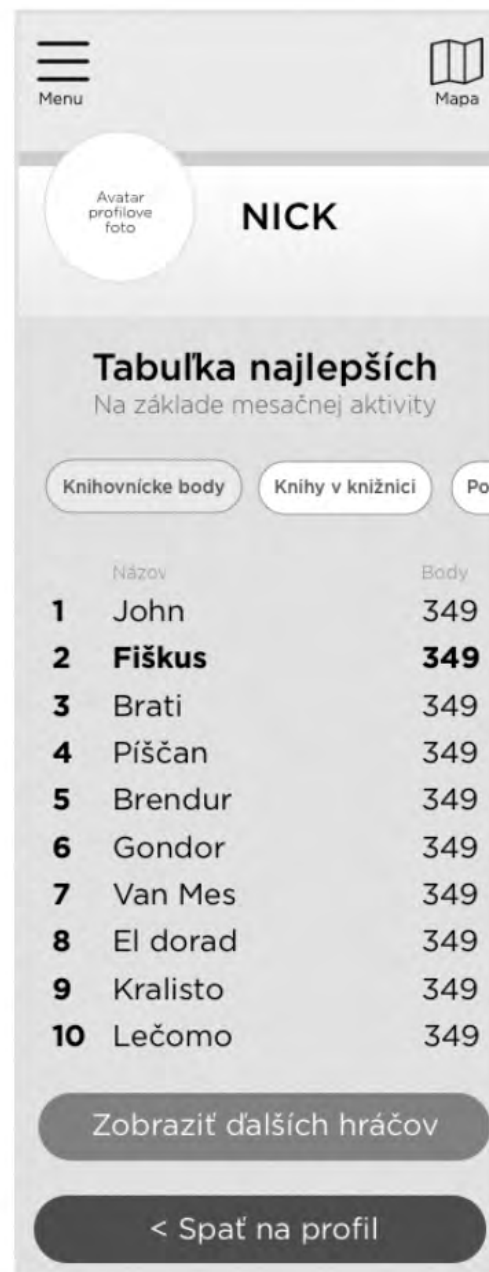 Menu
Mapa
Avatar
profilove
foto
NICK
Tabuľka najlepších
Na základe mesačnej aktivity
Knihovnícke body Knihy v knižnici Po
Názov Body
1 John 349
2 Fiškus 349
3 Brati 349
4 Píščan 349
5 Brendur 349
6 Gondor 349
7 Van Mes 349
8 El dorad 349
9 Kralisto 349
10 Lečomo 349
Zobraziť ďalších hráčov
< Spať na profil